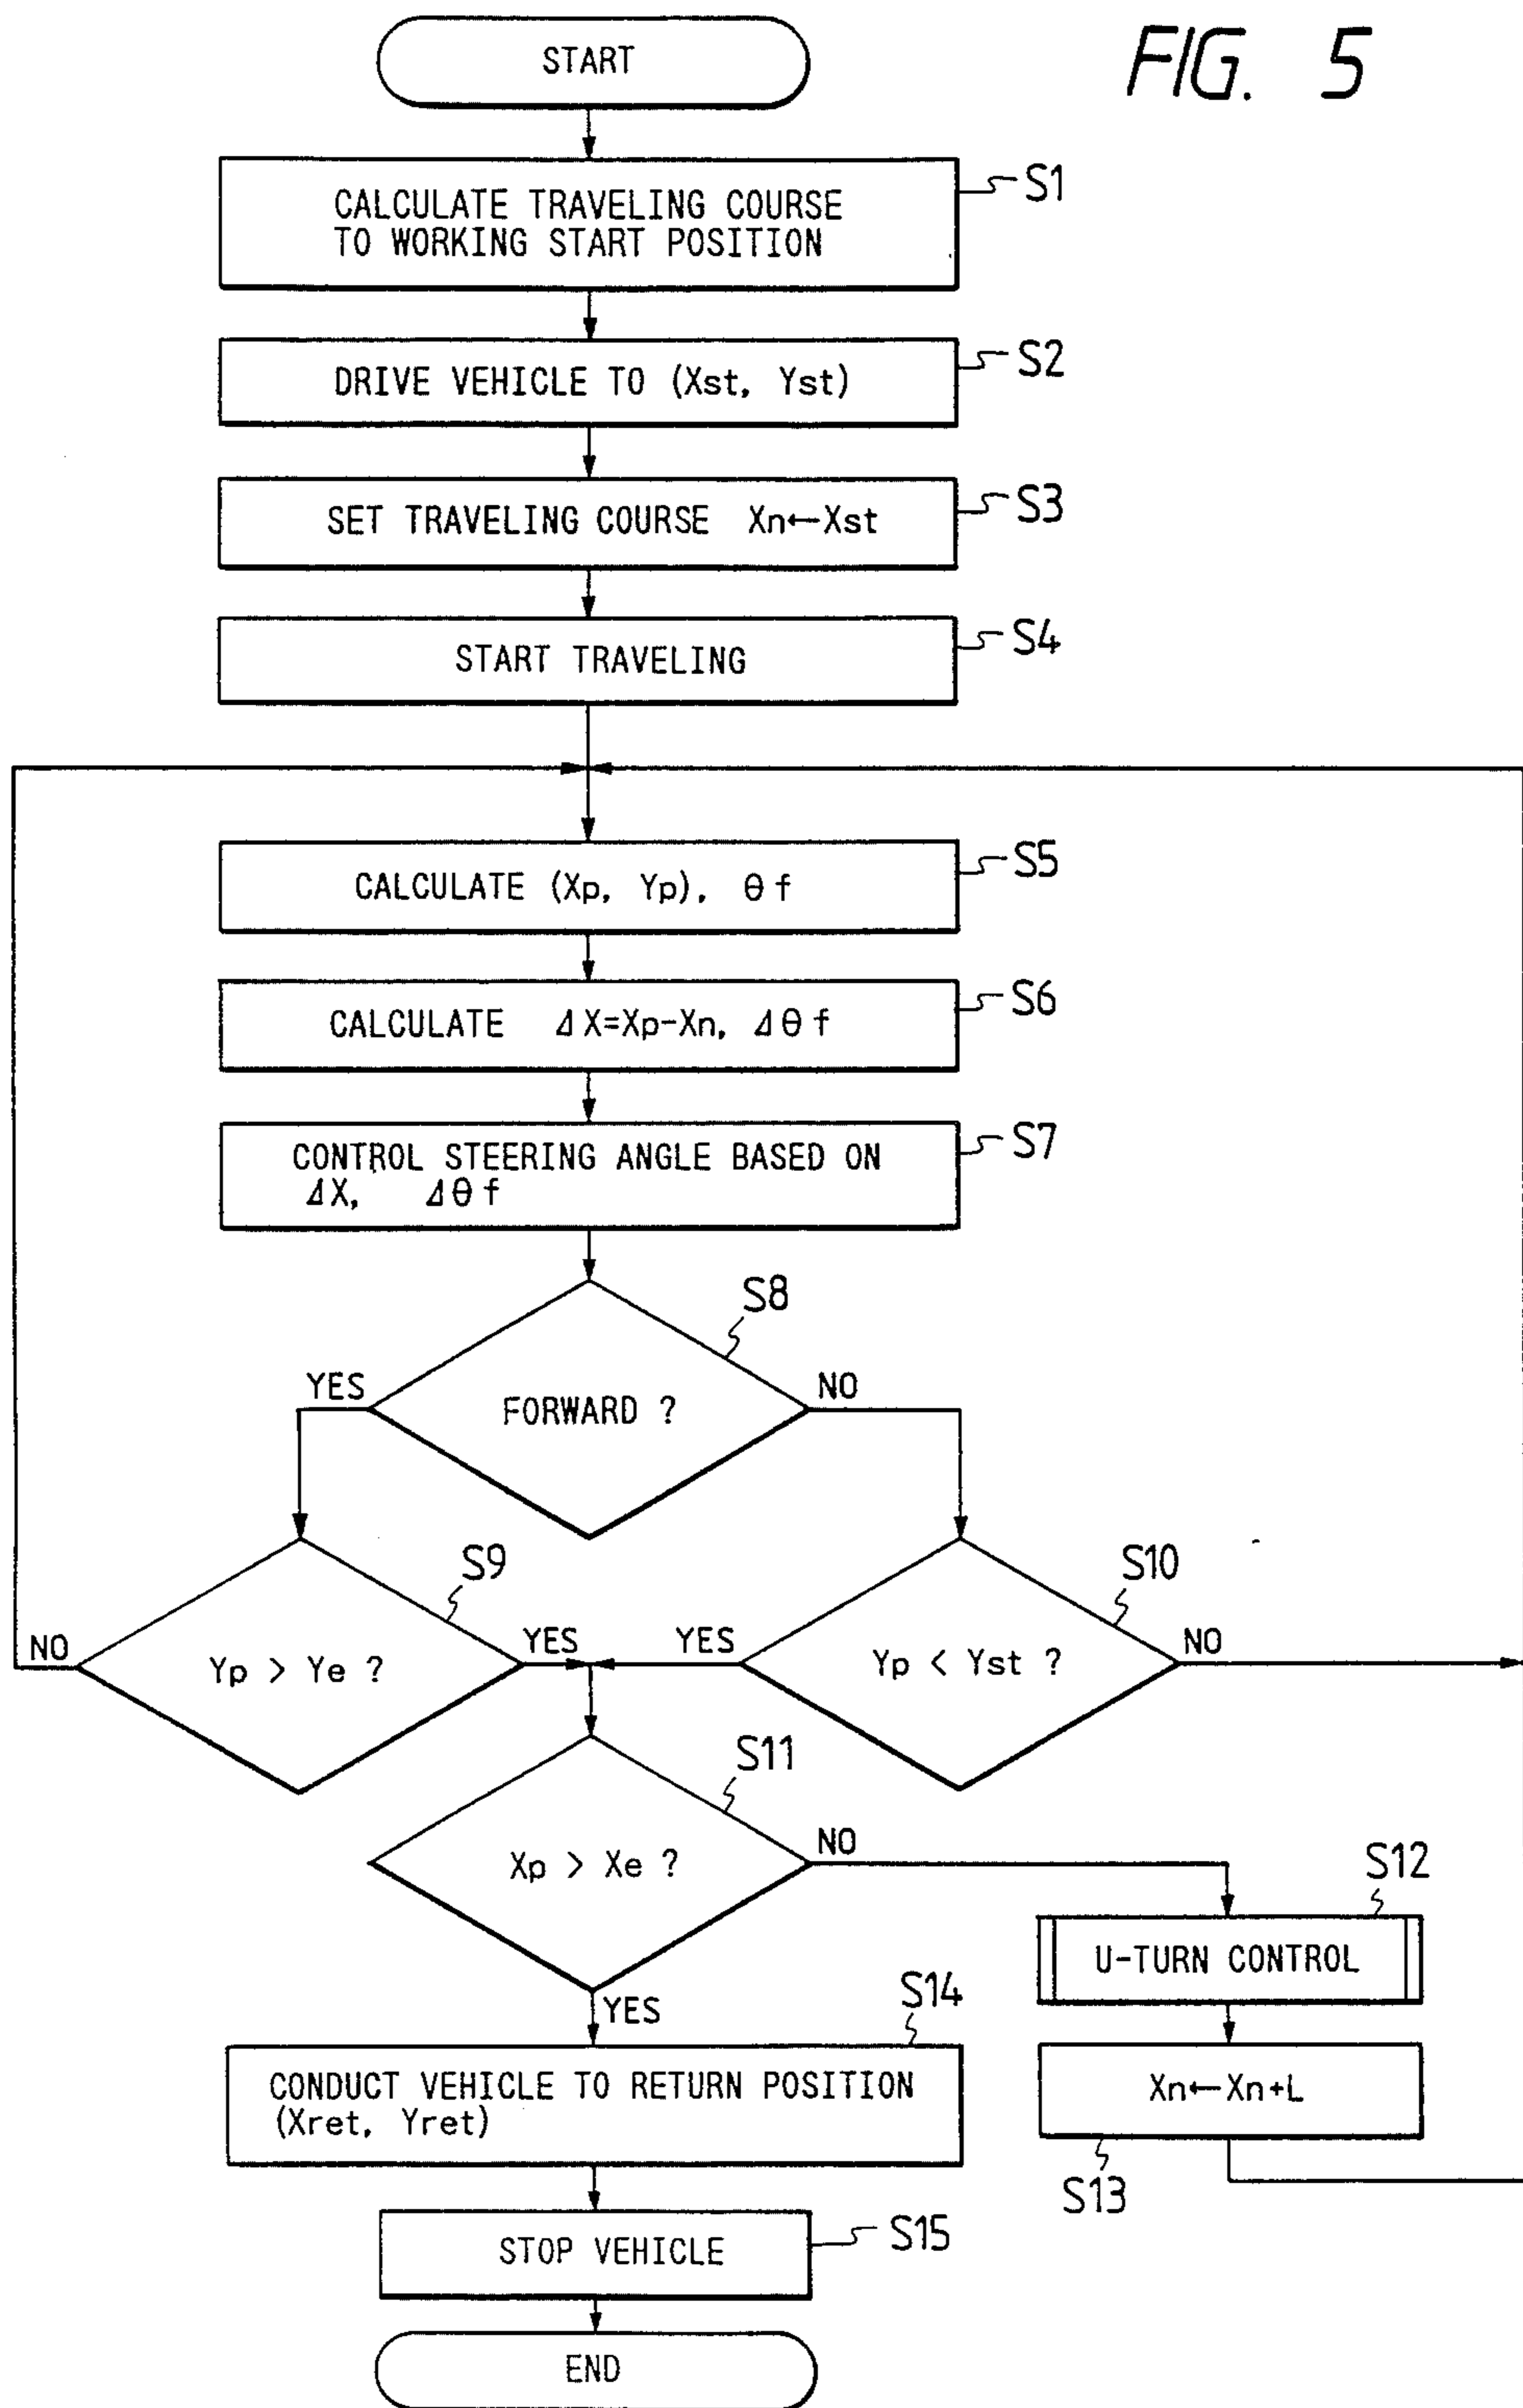 FIG. 5
START
CALCULATE TRAVELING COURSE
TO WORKING START POSITION
S1
DRIVE VEHICLE TO (Xst, Yst)
S2
SET TRAVELING COURSE Xn←Xst
S3
START TRAVELING
S4
CALCULATE (Xp, Yp), θf
S5
CALCULATE ΔX=Xp-Xn, Δθf
S6
CONTROL STEERING ANGLE BASED ON
ΔX, Δθf
S7
S8
YES
FORWARD ?
NO
S9
S10
NO
Yp > Ye ?
YES
YES
Yp < Yst ?
NO
S11
Xp > Xe ?
NO
S12
U-TURN CONTROL
YES
S14
CONDUCT VEHICLE TO RETURN POSITION
(Xret, Yret)
Xn←Xn+L
S13
STOP VEHICLE
S15
END